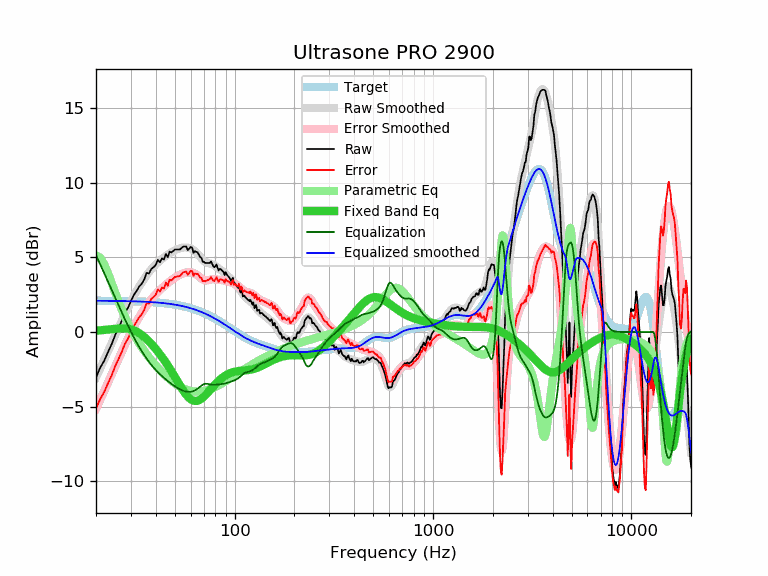 Ultrasone PRO 2900
Target
Raw Smoothed
Error Smoothed
Raw
Error
Parametric Eq
Fixed Band Eq
Equalization
Equalized smoothed
Amplitude (dBr)
15
10
5
0
−5
−10
100 1000 10000
Frequency (Hz)